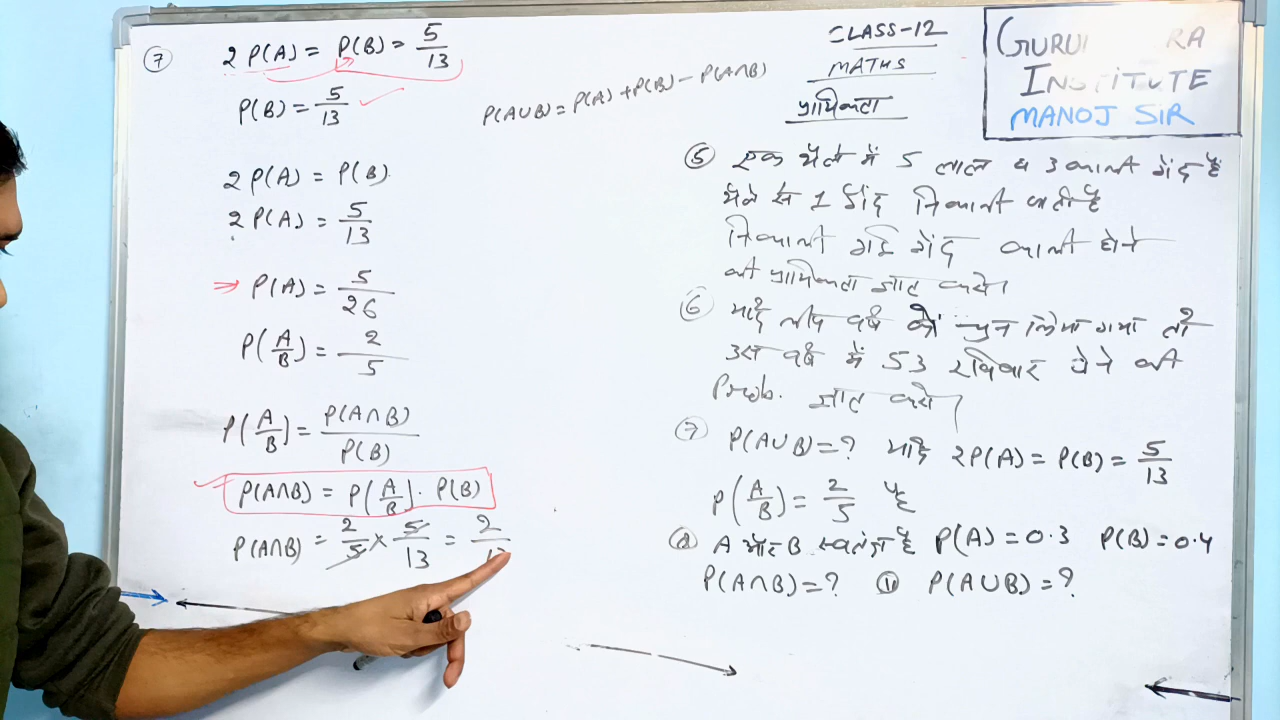 ⑦ 2 P(A) = P(B) = 5/13
P(B) = 5/13
2 P(A) = P(B)
2 P(A) = 5/13
⇒ P(A) = 5/26
P(A/B) = 2/5
P(A/B) = P(A∩B)/P(B)
P(A∩B) = P(A/B) · P(B)
P(A∩B) = 2/5 × 5/13 = 2/
P(A∪B) = P(A) + P(B) - P(A∩B)
CLASS-12
MATHS
प्रायिकता
INSTITUTE
MANOJ SIR
⑤ एक थैले में 5 लाल व 3 काली गेंद है
थैले से 1 गेंद निकाली जाती है
निकाली गई गेंद काली होने
की प्रायिकता ज्ञात करो।
⑥ यदि लीप वर्ष को चुन लिया गया तो
उस वर्ष में 53 रविवार होने की
Prob. ज्ञात करो।
⑦ P(A∪B) = ? यदि 2P(A) = P(B) = 5/13
P(A/B) = 2/5 है
⑧ A और B स्वतंत्र है P(A) = 0.3 P(B) = 0.4
P(A∩B) = ? ⑪ P(A∪B) = ?